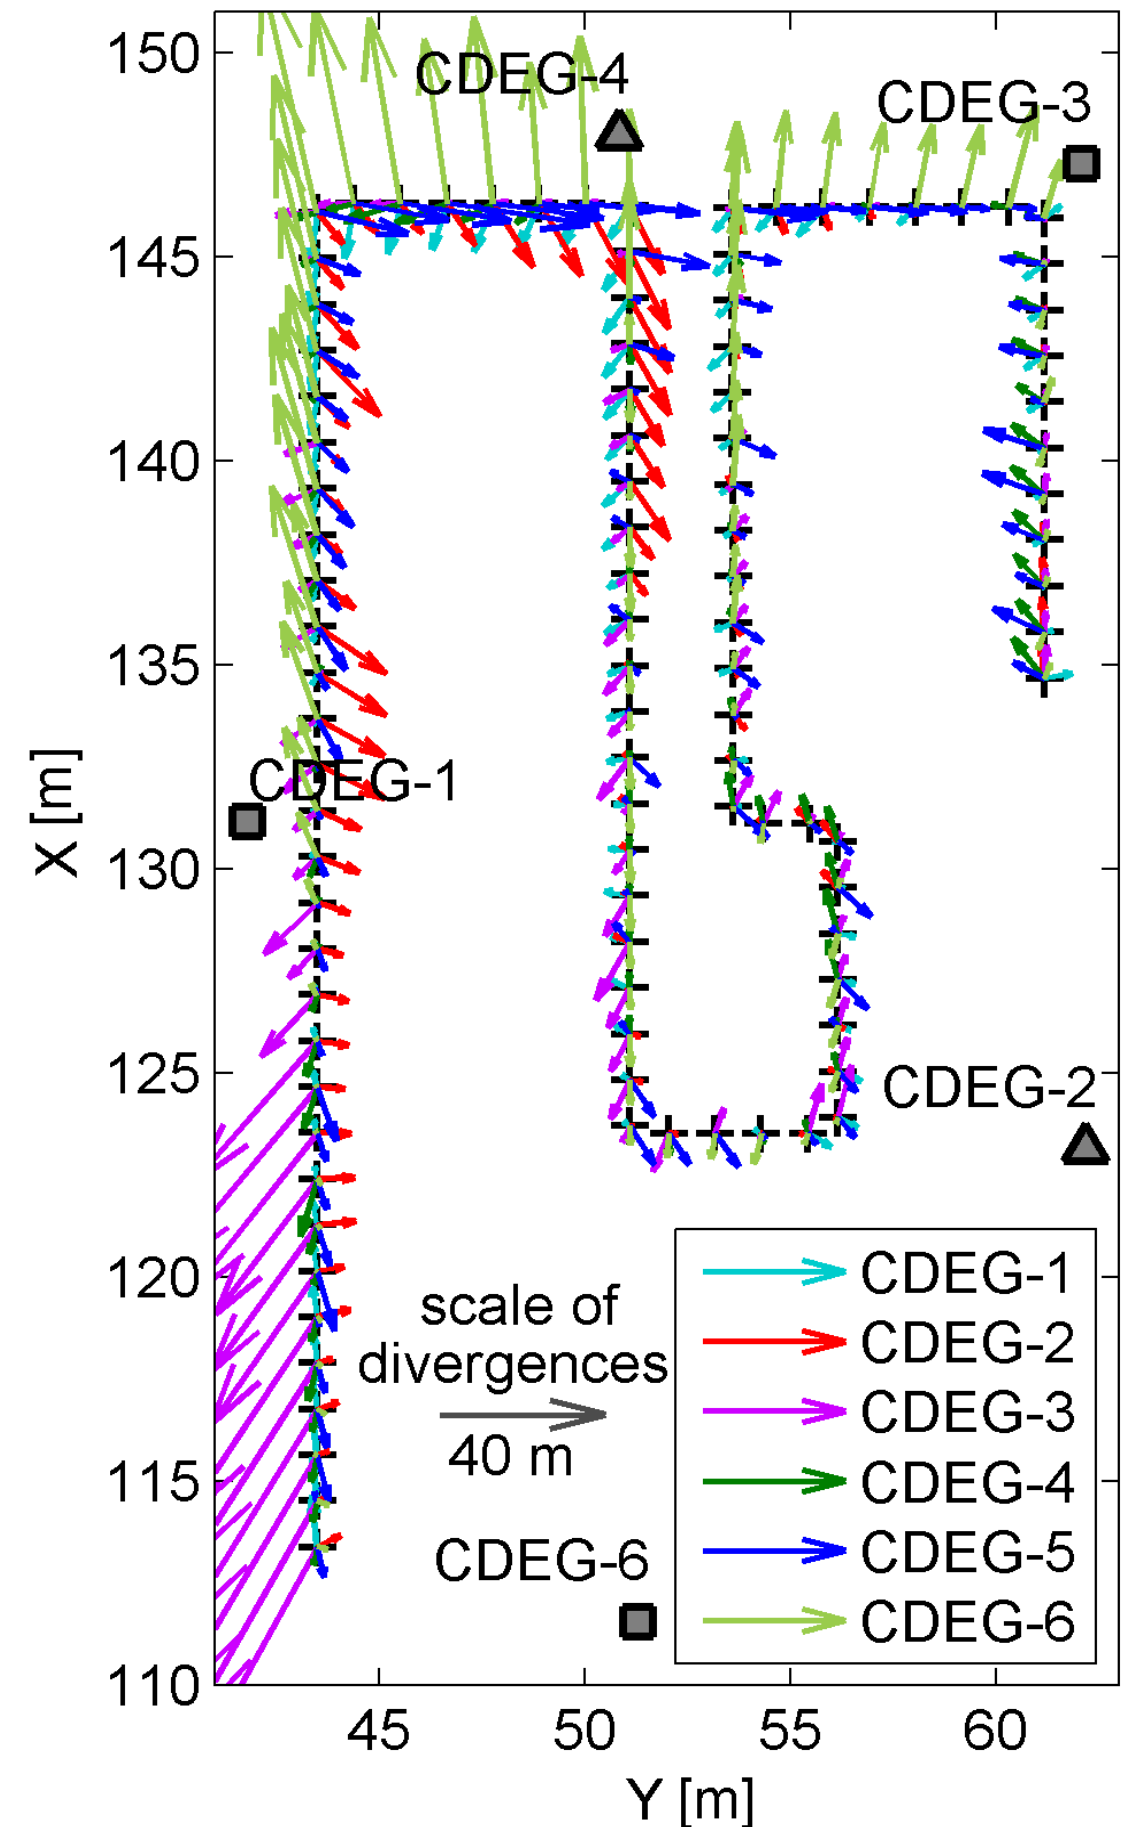 150
CDEG-4
CDEG-3
145
140
135
CDEG-1
130
125
CDEG-2
120
scale of
divergences
40 m
115
CDEG-6
110
CDEG-1
CDEG-2
CDEG-3
CDEG-4
CDEG-5
CDEG-6
45
50
55
60
X [m]
Y [m]